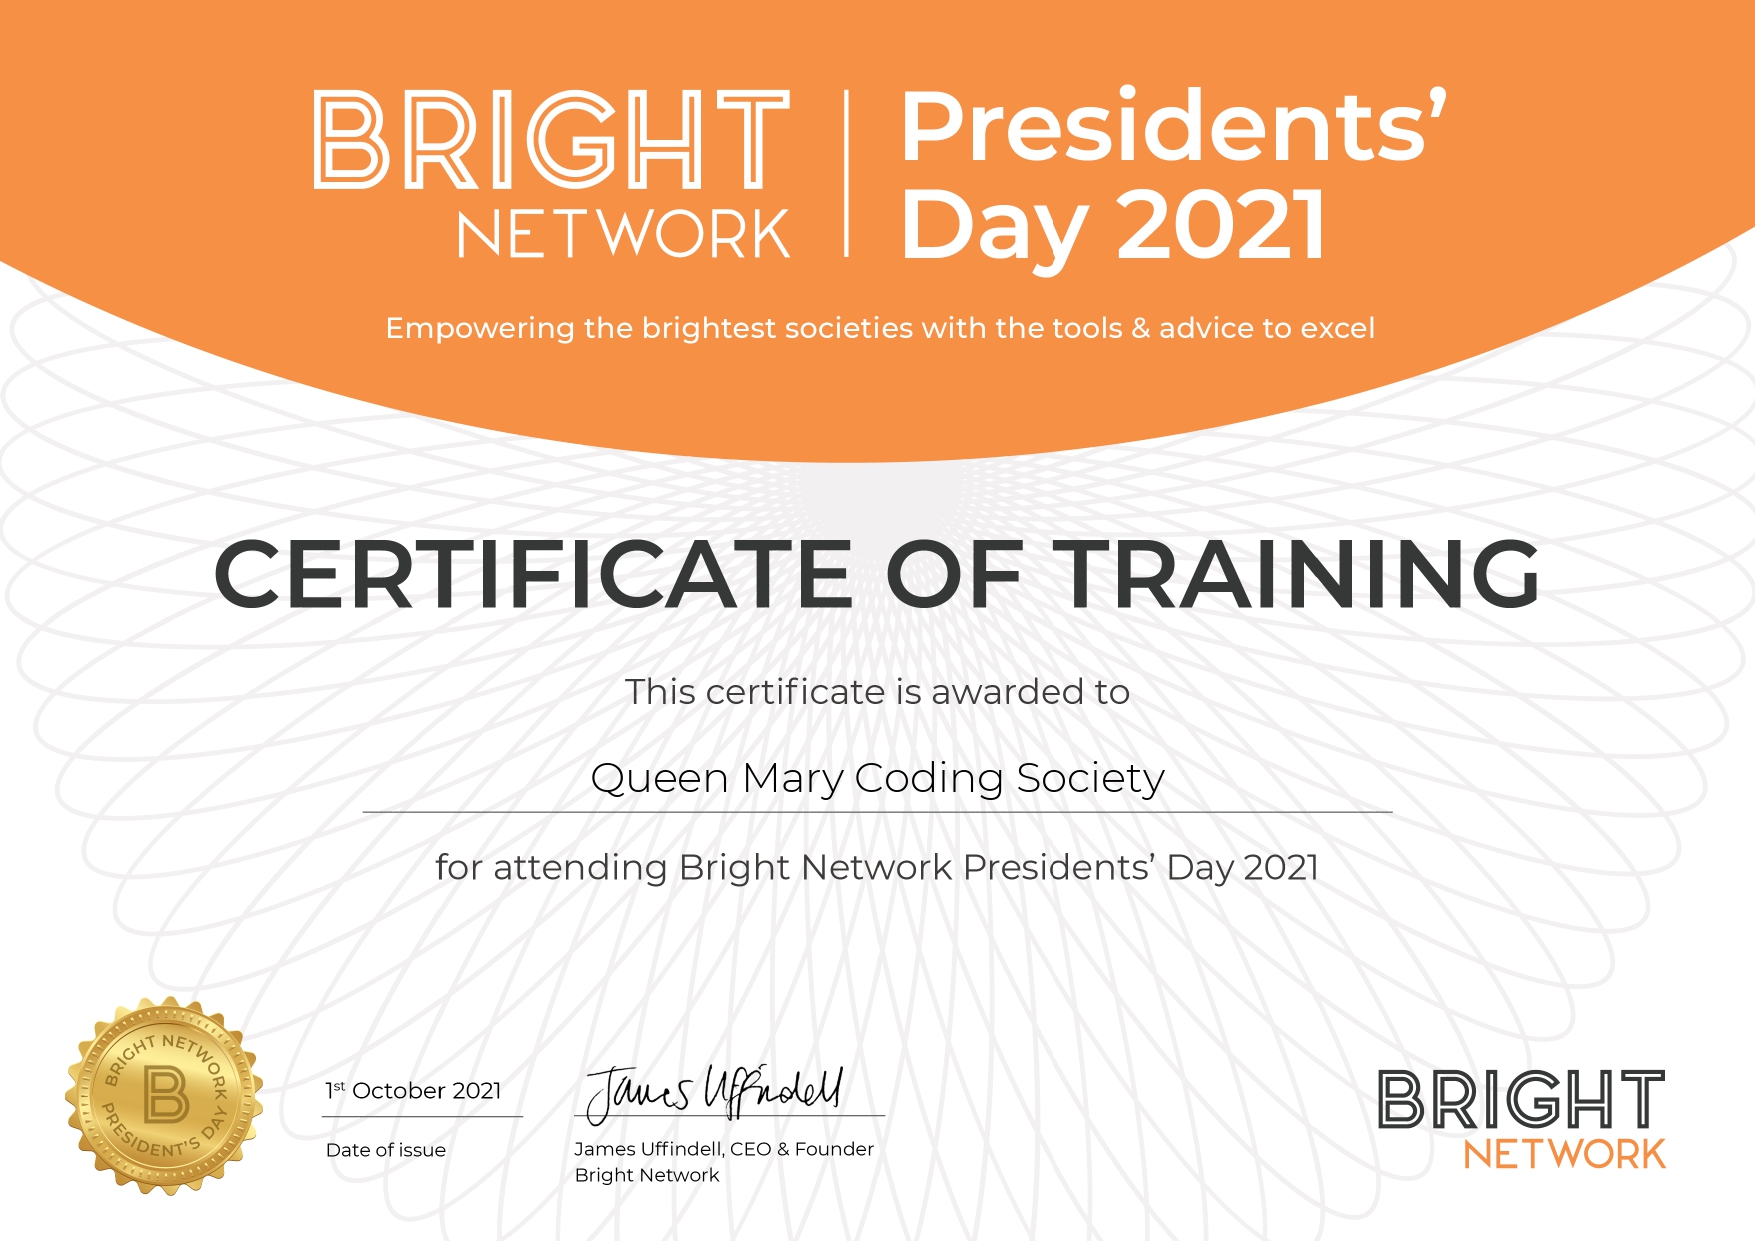 BRIGHT
NETWORK
Presidents’
Day 2021
Empowering the brightest societies with the tools & advice to excel
CERTIFICATE OF TRAINING
This certificate is awarded to
Queen Mary Coding Society
for attending Bright Network Presidents’ Day 2021
BRIGHT NETWORK
B
PRESIDENT’S DAY
1st October 2021
Date of issue
James Uffindell
James Uffindell, CEO & Founder
Bright Network
BRIGHT
NETWORK